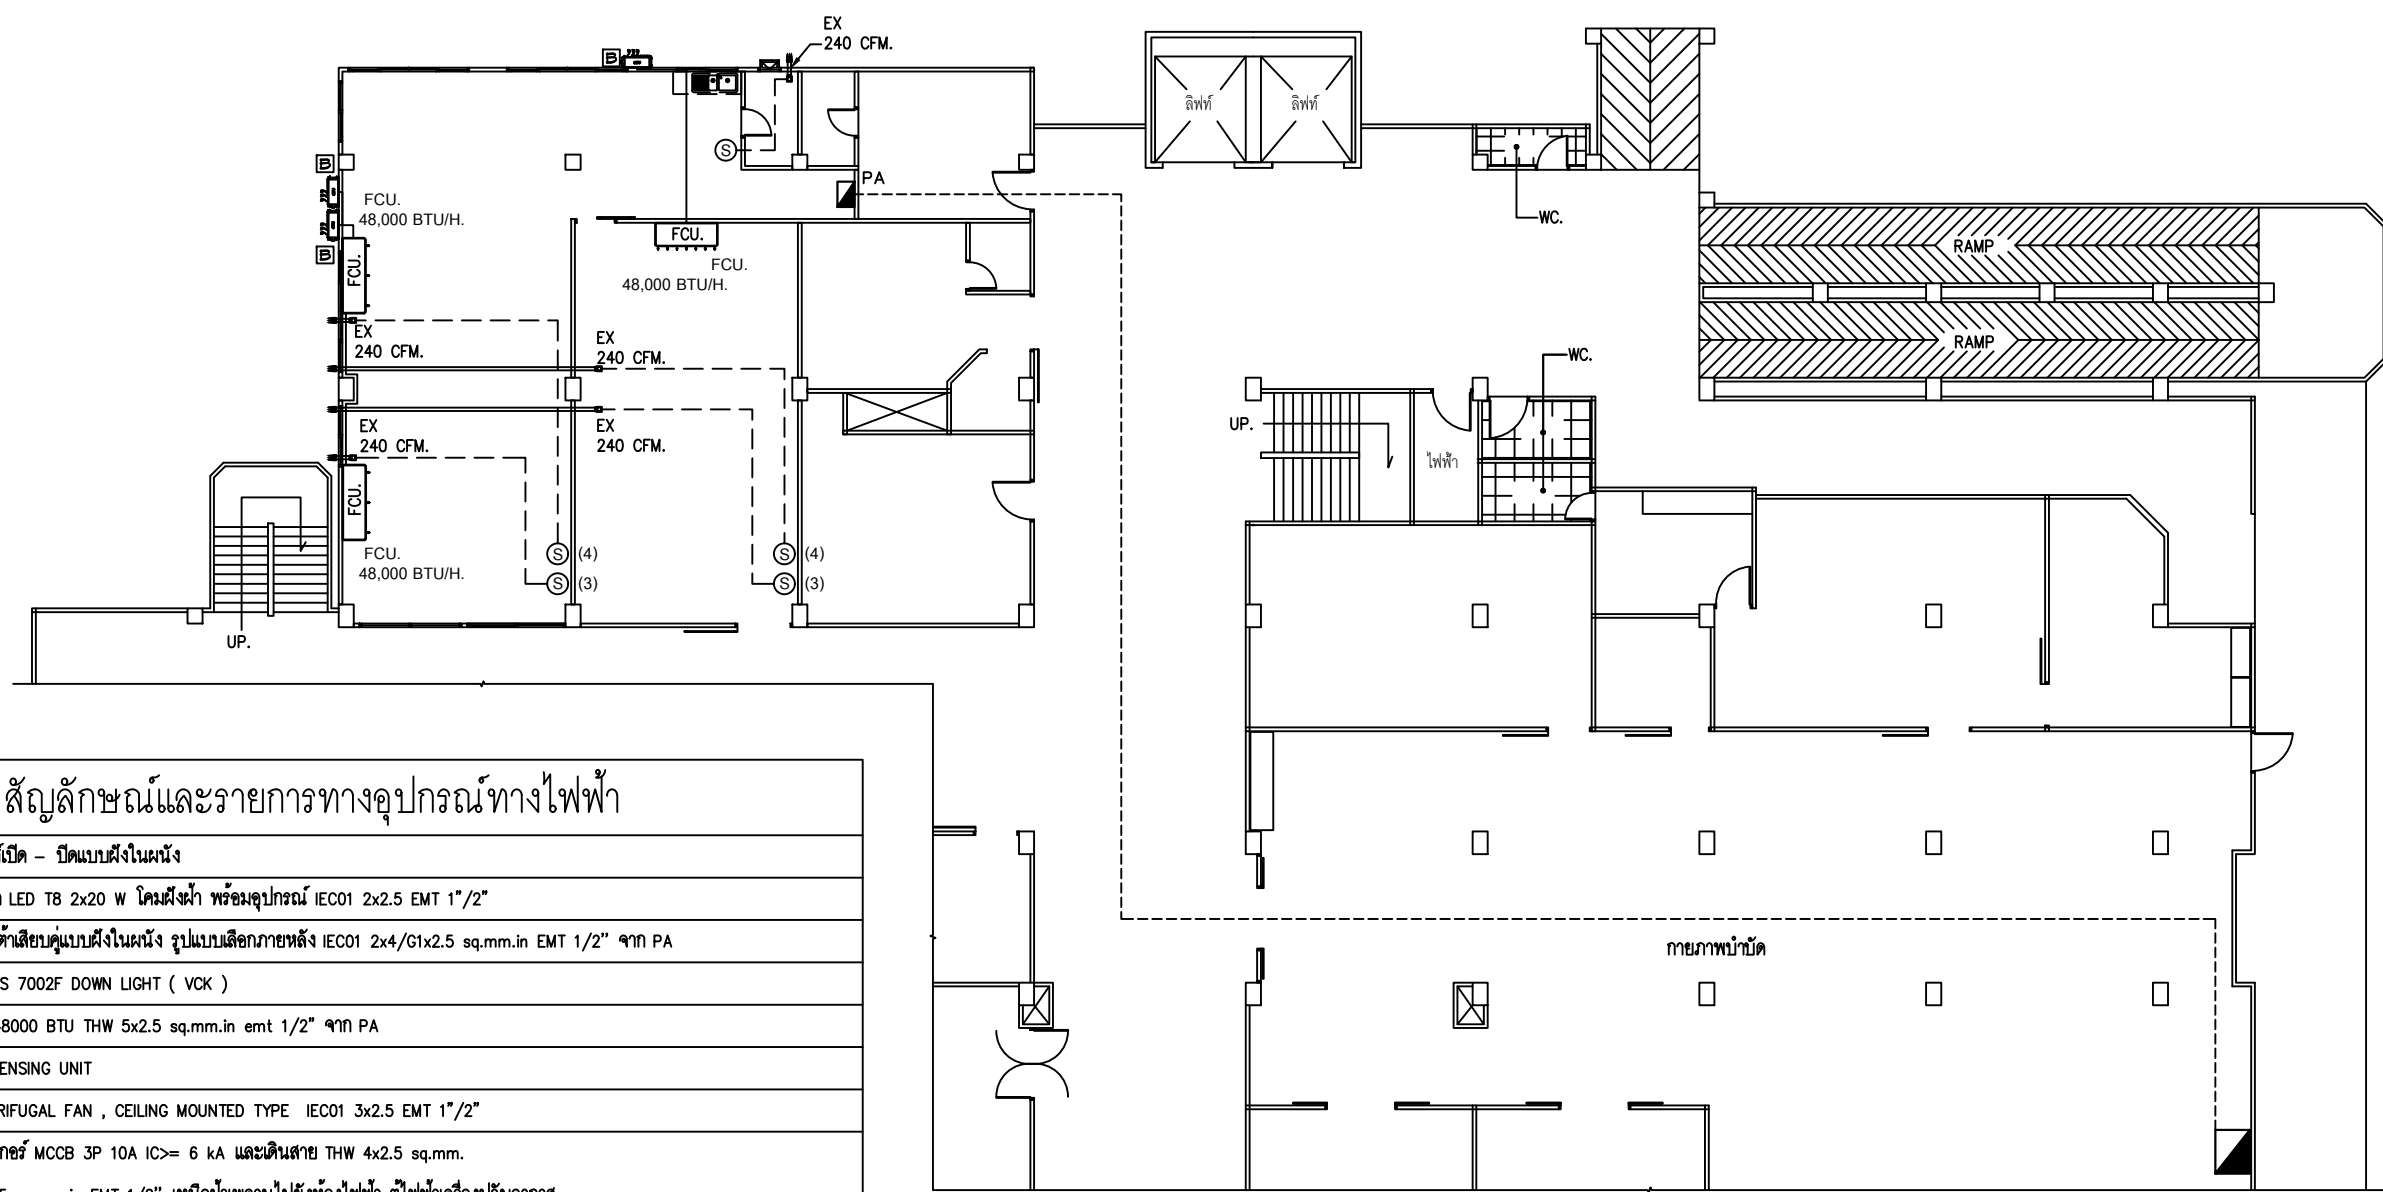 EX
240 CFM.
B
ลิฟท์
ลิฟท์
S
PA
B
FCU.
48,000 BTU/H.
WC.
FCU.
FCU.
48,000 BTU/H.
B
FCU.
RAMP
RAMP
EX
240 CFM.
EX
240 CFM.
WC.
EX
240 CFM.
EX
240 CFM.
UP.
ไฟฟ้า
FCU.
FCU.
48,000 BTU/H.
S (4)
S (3)
S (4)
S (3)
UP.
สัญลักษณ์และรายการทางอุปกรณ์ทางไฟฟ้า
เปิด - ปิดแบบฝังในผนัง
LED T8 2x20 W โคมฝังฝ้า พร้อมอุปกรณ์ IEC01 2x2.5 EMT 1"/2"
ต้าเสียบคู่แบบฝังในผนัง รูปแบบเลือกภายหลัง IEC01 2x4/G1x2.5 sq.mm.in EMT 1/2" จาก PA
S 7002F DOWN LIGHT ( VCK )
48000 BTU THW 5x2.5 sq.mm.in emt 1/2" จาก PA
ENSING UNIT
RIFUGAL FAN , CEILING MOUNTED TYPE IEC01 3x2.5 EMT 1"/2"
กอร์ MCCB 3P 10A IC>= 6 kA และเดินสาย THW 4x2.5 sq.mm.
กายภาพบำบัด